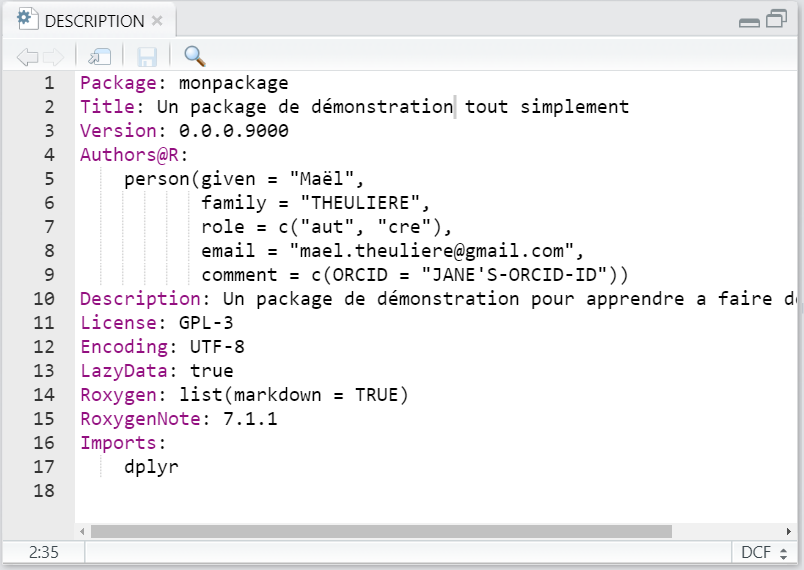 DESCRIPTION
1 Package: monpackage
2 Title: Un package de démonstration tout simplement
3 Version: 0.0.0.9000
4 Authors@R:
5 person(given = "Maël",
6 family = "THEULIERE",
7 role = c("aut", "cre"),
8 email = "mael.theuliere@gmail.com",
9 comment = c(ORCID = "JANE'S-ORCID-ID"))
10 Description: Un package de démonstration pour apprendre a faire
11 License: GPL-3
12 Encoding: UTF-8
13 LazyData: true
14 Roxygen: list(markdown = TRUE)
15 RoxygenNote: 7.1.1
16 Imports:
17 dplyr
18
2:35 DCF